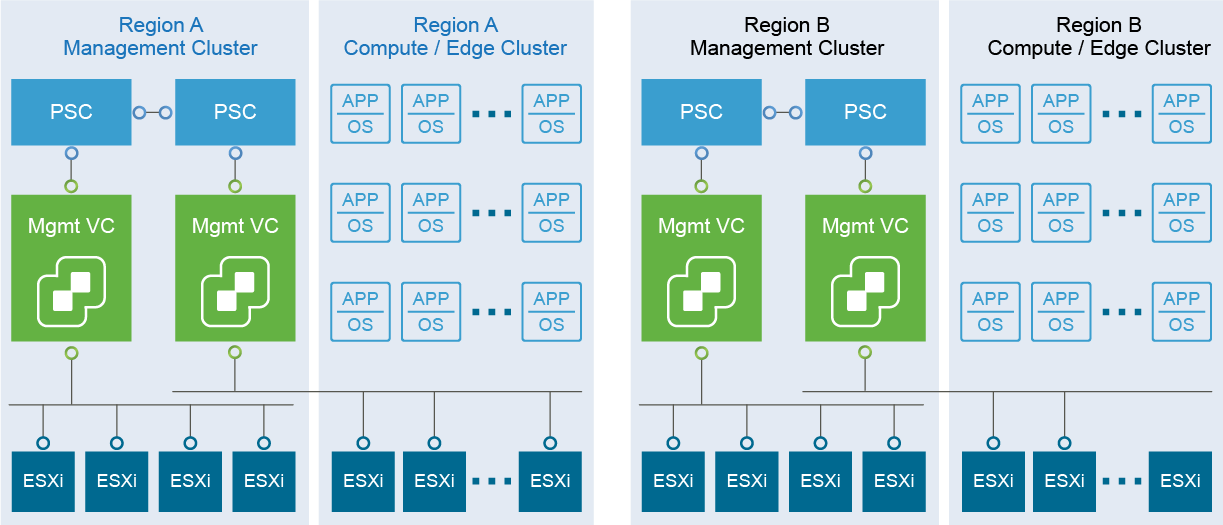 Region A
Management Cluster
Region A
Compute / Edge Cluster
Region B
Management Cluster
Region B
Compute / Edge Cluster
PSC
PSC
APP
OS
APP
OS
APP
OS
PSC
PSC
APP
OS
APP
OS
APP
OS
Mgmt VC
Mgmt VC
APP
OS
APP
OS
APP
OS
Mgmt VC
Mgmt VC
APP
OS
APP
OS
APP
OS
APP
OS
APP
OS
APP
OS
APP
OS
APP
OS
APP
OS
ESXi
ESXi
ESXi
ESXi
ESXi
ESXi
ESXi
ESXi
ESXi
ESXi
ESXi
ESXi
ESXi
ESXi